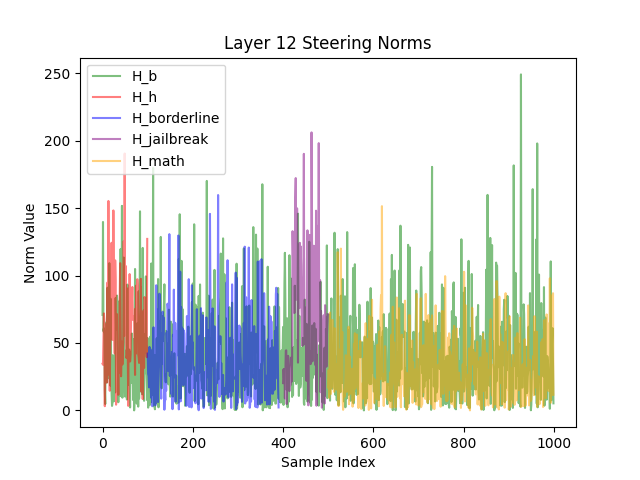 Layer 12 Steering Norms
H_b
H_h
H_borderline
H_jailbreak
H_math
Norm Value
250
200
150
100
50
0
0 200 400 600 800 1000
Sample Index